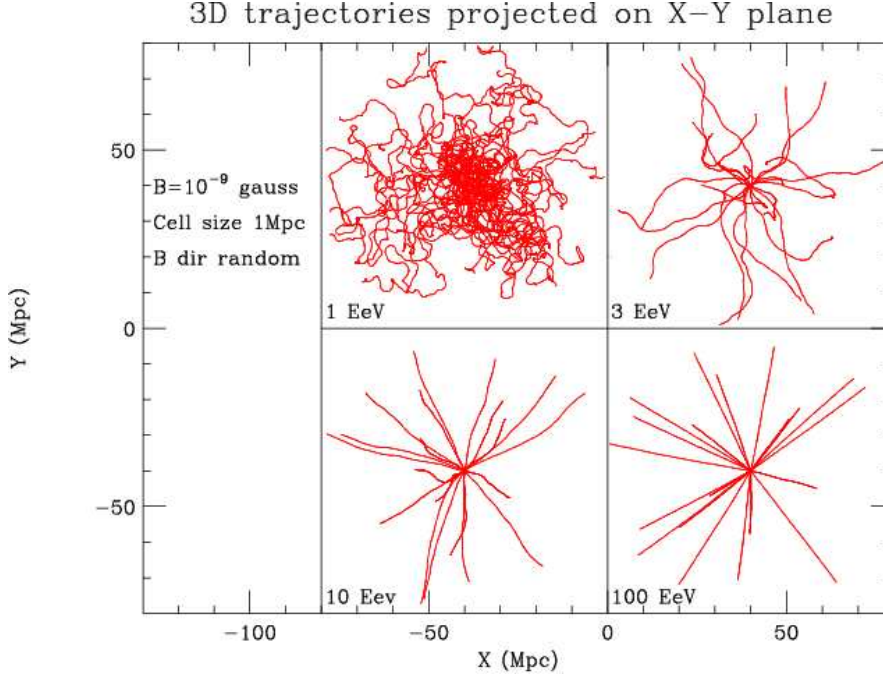 3D trajectories projected on X-Y plane
50
B=10⁻⁹ gauss
Cell size 1Mpc
B dir random
1 EeV
3 EeV
0
Y (Mpc)
-50
10 Eev
100 EeV
-100
-50
0
50
X (Mpc)